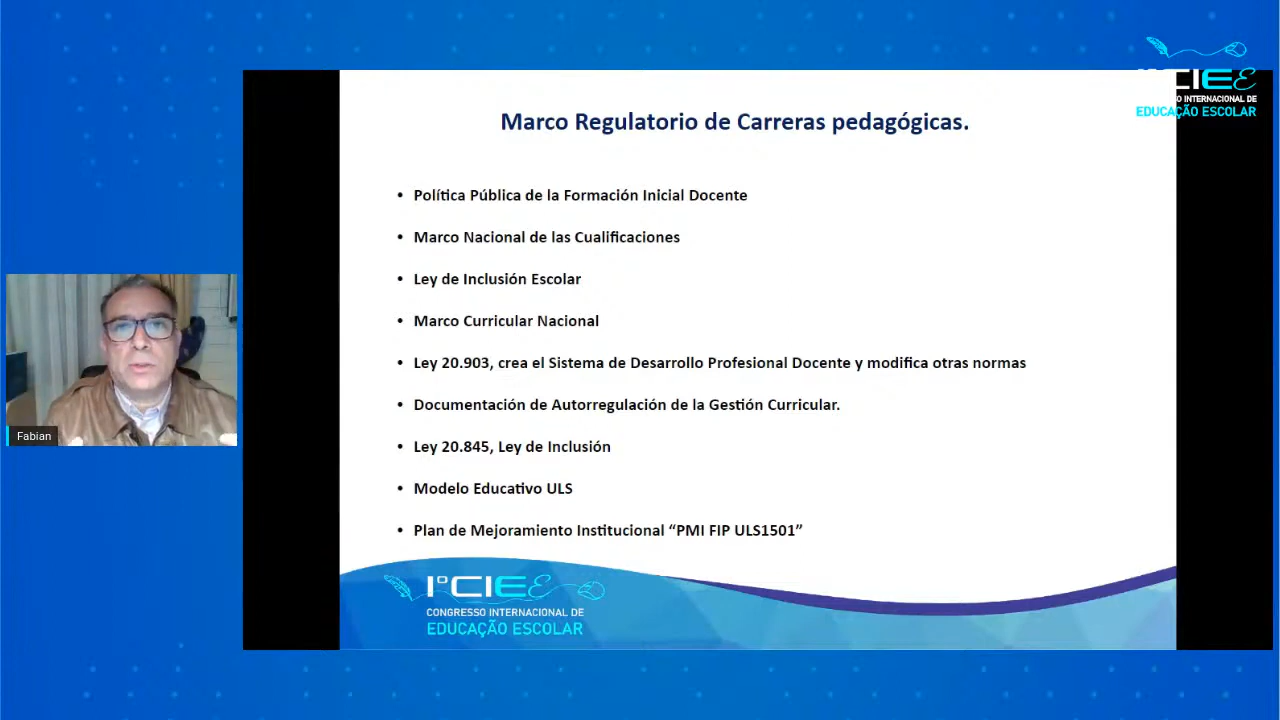 CIEE
O INTERNACIONAL DE
EDUCAÇÃO ESCOLAR
Marco Regulatorio de Carreras pedagógicas.
• Política Pública de la Formación Inicial Docente
• Marco Nacional de las Cualificaciones
• Ley de Inclusión Escolar
• Marco Curricular Nacional
• Ley 20.903, crea el Sistema de Desarrollo Profesional Docente y modifica otras normas
• Documentación de Autorregulación de la Gestión Curricular.
• Ley 20.845, Ley de Inclusión
• Modelo Educativo ULS
• Plan de Mejoramiento Institucional “PMI FIP ULS1501”
Fabian
1º CIEE
CONGRESSO INTERNACIONAL DE
EDUCAÇÃO ESCOLAR